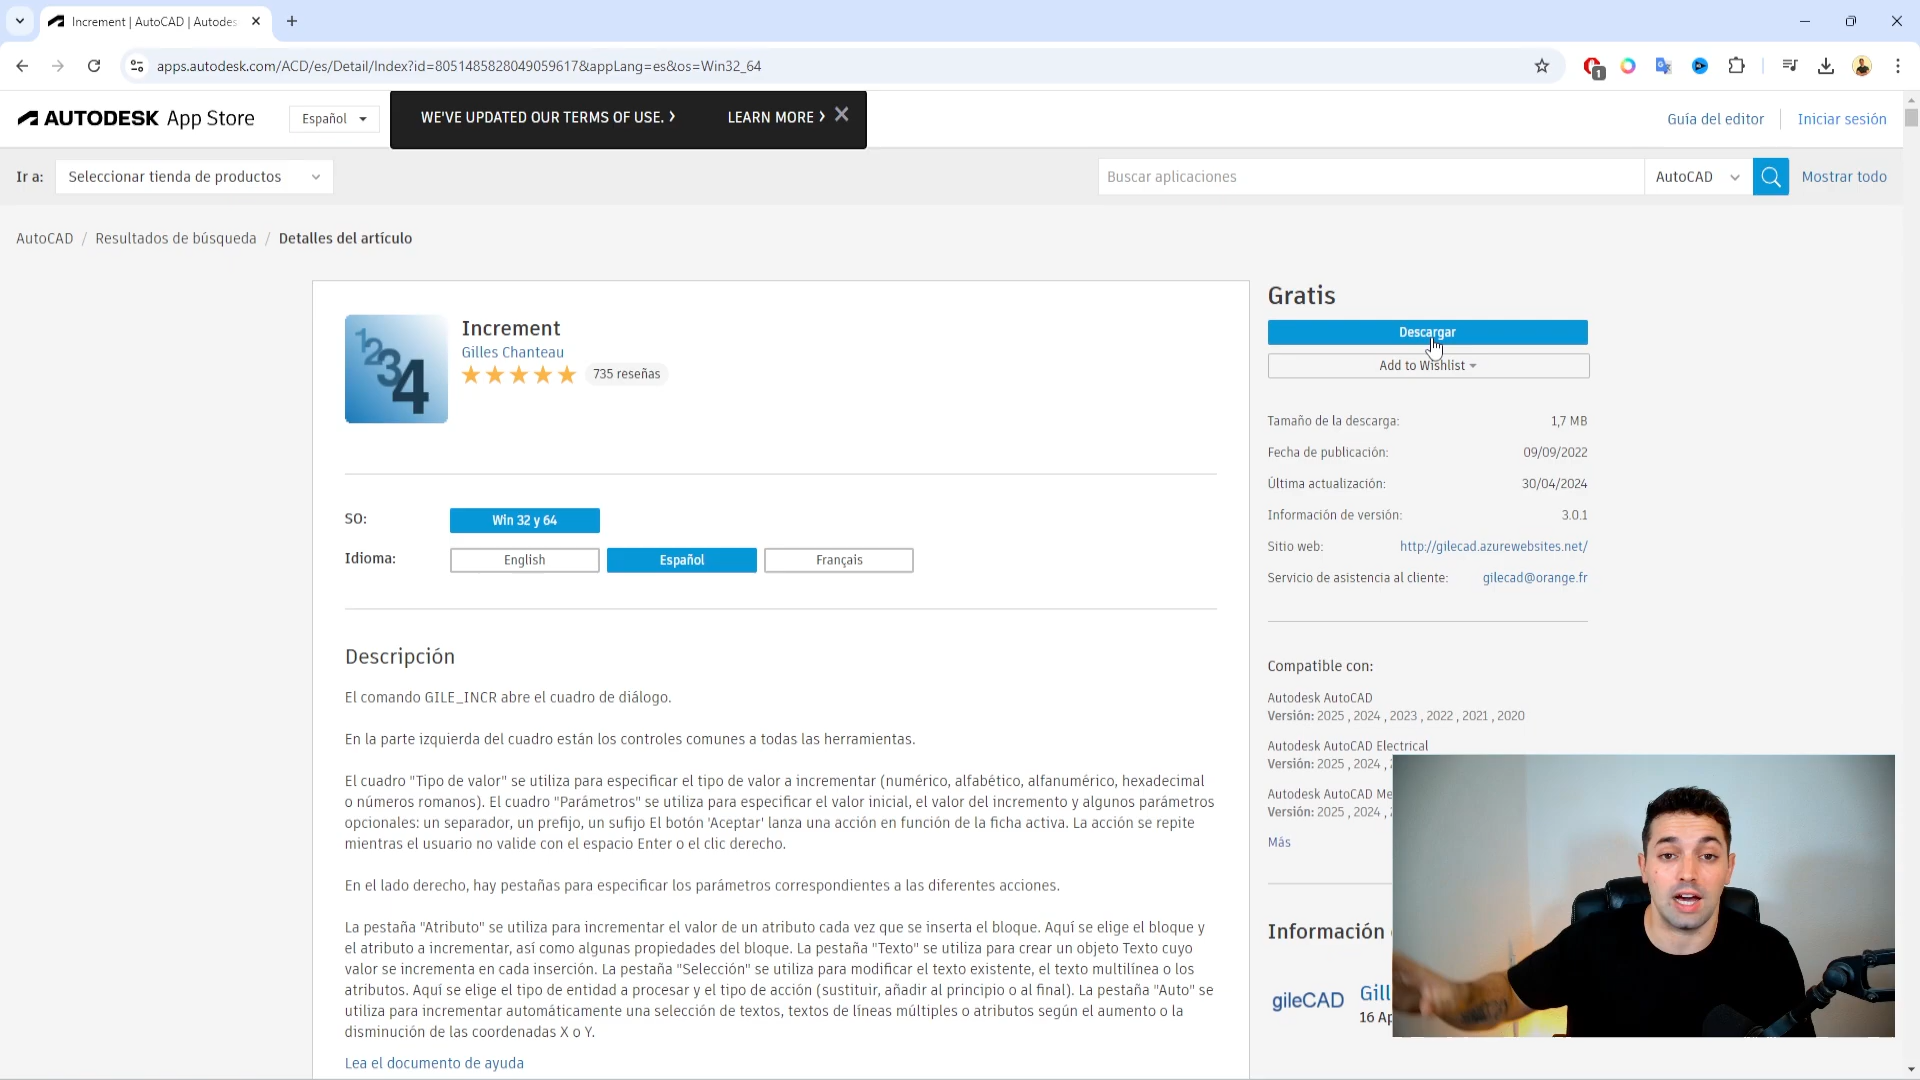 Increment | AutoCAD | Autodes
apps.autodesk.com/ACD/es/Detail/Index?id=8051485828049059617&appLang=es&os=Win32_64
1
AUTODESK App Store
Español
WE'VE UPDATED OUR TERMS OF USE. >
LEARN MORE >
Guía del editor
Iniciar sesión
Ir a:
Seleccionar tienda de productos
Buscar aplicaciones
AutoCAD
Mostrar todo
AutoCAD / Resultados de búsqueda / Detalles del artículo
1234
Increment
Gilles Chanteau
735 reseñas
SO:
Win 32 y 64
Idioma:
English
Español
Français
Descripción
El comando GILE_INCR abre el cuadro de diálogo.
En la parte izquierda del cuadro están los controles comunes a todas las herramientas.
El cuadro "Tipo de valor" se utiliza para especificar el tipo de valor a incrementar (numérico, alfabético, alfanumérico, hexadecimal
o números romanos). El cuadro "Parámetros" se utiliza para especificar el valor inicial, el valor del incremento y algunos parámetros
opcionales: un separador, un prefijo, un sufijo El botón 'Aceptar' lanza una acción en función de la ficha activa. La acción se repite
mientras el usuario no valide con el espacio Enter o el clic derecho.
En el lado derecho, hay pestañas para especificar los parámetros correspondientes a las diferentes acciones.
La pestaña "Atributo" se utiliza para incrementar el valor de un atributo cada vez que se inserta el bloque. Aquí se elige el bloque y
el atributo a incrementar, así como algunas propiedades del bloque. La pestaña "Texto" se utiliza para crear un objeto Texto cuyo
valor se incrementa en cada inserción. La pestaña "Selección" se utiliza para modificar el texto existente, el texto multilínea o los
atributos. Aquí se elige el tipo de entidad a procesar y el tipo de acción (sustituir, añadir al principio o al final). La pestaña "Auto" se
utiliza para incrementar automáticamente una selección de textos, textos de líneas múltiples o atributos según el aumento o la
disminución de las coordenadas X o Y.
Lea el documento de ayuda
Gratis
Descargar
Add to Wishlist
Tamaño de la descarga: 1,7 MB
Fecha de publicación: 09/09/2022
Última actualización: 30/04/2024
Información de versión: 3.0.1
Sitio web: http://gilecad.azurewebsites.net/
Servicio de asistencia al cliente: gilecad@orange.fr
Compatible con:
Autodesk AutoCAD
Versión: 2025 , 2024 , 2023 , 2022 , 2021 , 2020
Autodesk AutoCAD Electrical
Versión: 2025 , 2024 ,
Autodesk AutoCAD Me
Versión: 2025 , 2024 ,
Más
Información
gileCAD
Gill
16 Ap